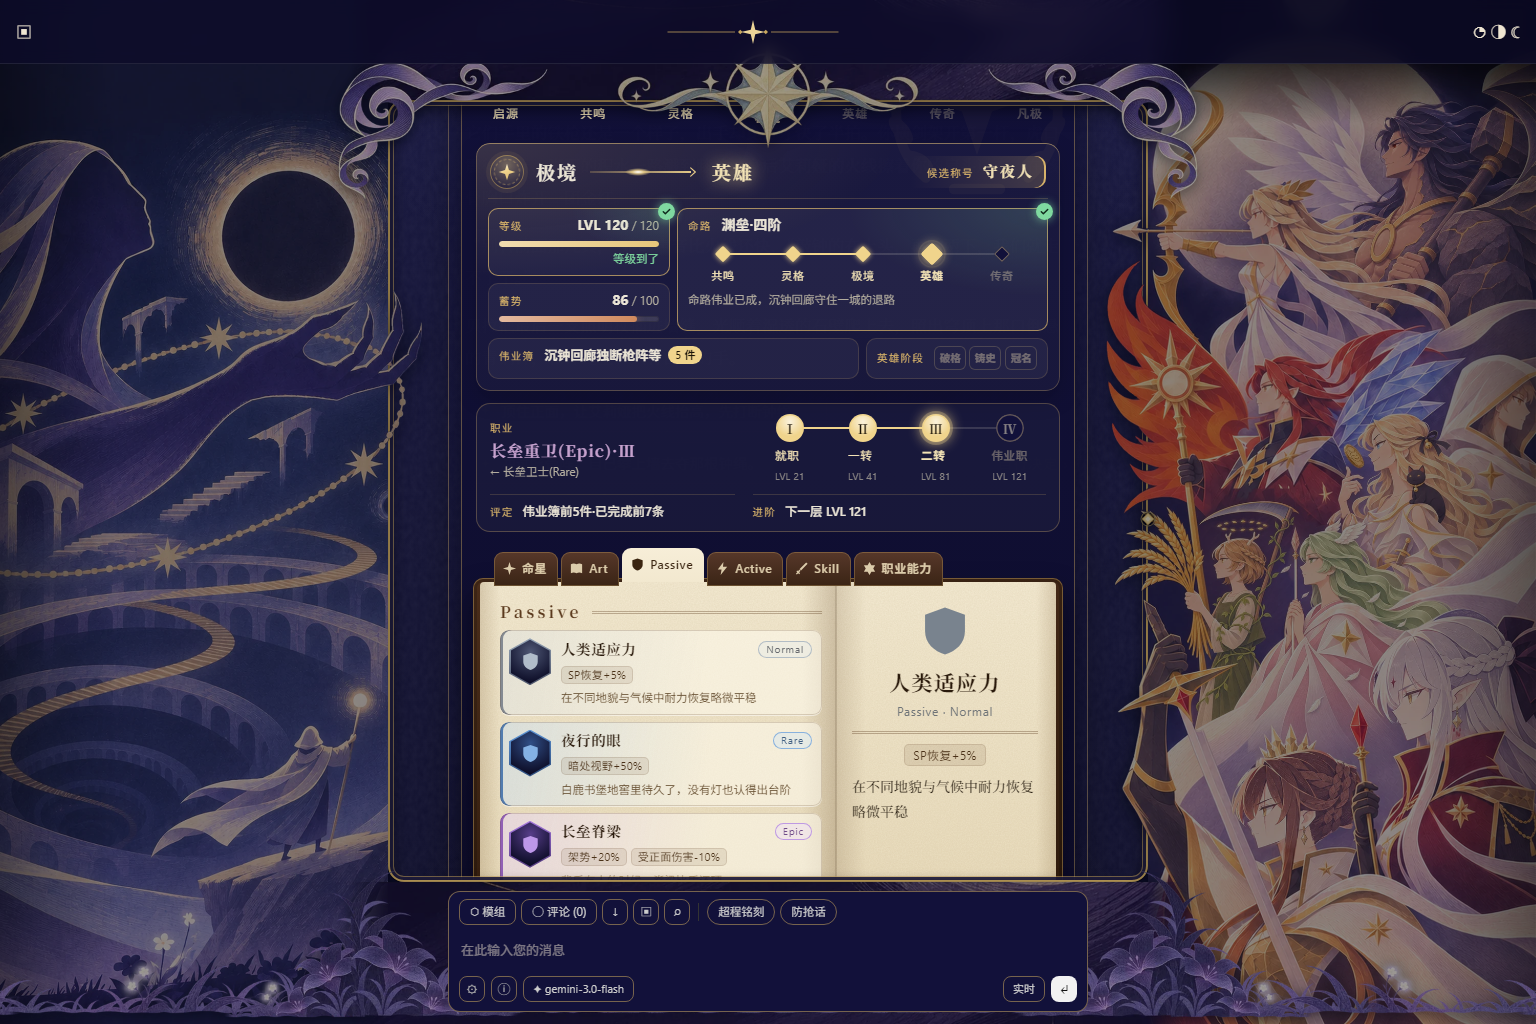 启源 共鸣 灵格 英雄 传奇 凡极
极境 英雄 候选称号 守夜人
等级 LVL 120 / 120
等级到了
蓄势 86 / 100
命路 渊垒·四阶
共鸣 灵格 极境 英雄 传奇
命路伟业已成，沉钟回廊守住一城的退路
伟业簿 沉钟回廊独断枪阵等 5 件
英雄阶段 破格 铸史 冠名
职业
长垒重卫(Epic)·III
← 长垒卫士(Rare)
I II III IV
就职 一转 二转 伟业职
LVL 21 LVL 41 LVL 81 LVL 121
评定 伟业簿前5件·已完成前7条
进阶 下一层 LVL 121
命星 Art Passive Active Skill 职业能力
Passive
人类适应力 Normal
SP恢复+5%
在不同地貌与气候中耐力恢复略微平稳
夜行的眼 Rare
暗处视野+50%
白鹿书堡地窖里待久了，没有灯也认得出台阶
长垒脊梁 Epic
架势+20% 受正面伤害-10%
人类适应力
Passive · Normal
SP恢复+5%
在不同地貌与气候中耐力恢复
略微平稳
模组 评论 (0) 超程铭刻 防抢话
在此输入您的消息
gemini-3.0-flash 实时